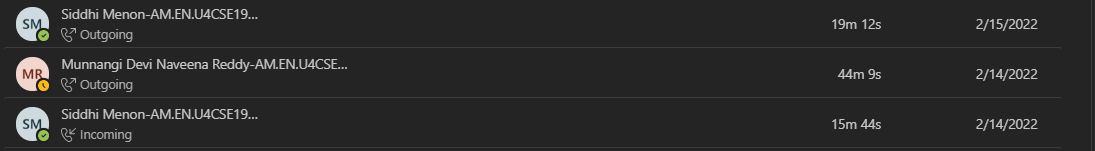 SM Siddhi Menon-AM.EN.U4CSE19... 19m 12s 2/15/2022
Outgoing
MR Munnangi Devi Naveena Reddy-AM.EN.U4CSE... 44m 9s 2/14/2022
Outgoing
SM Siddhi Menon-AM.EN.U4CSE19... 15m 44s 2/14/2022
Incoming